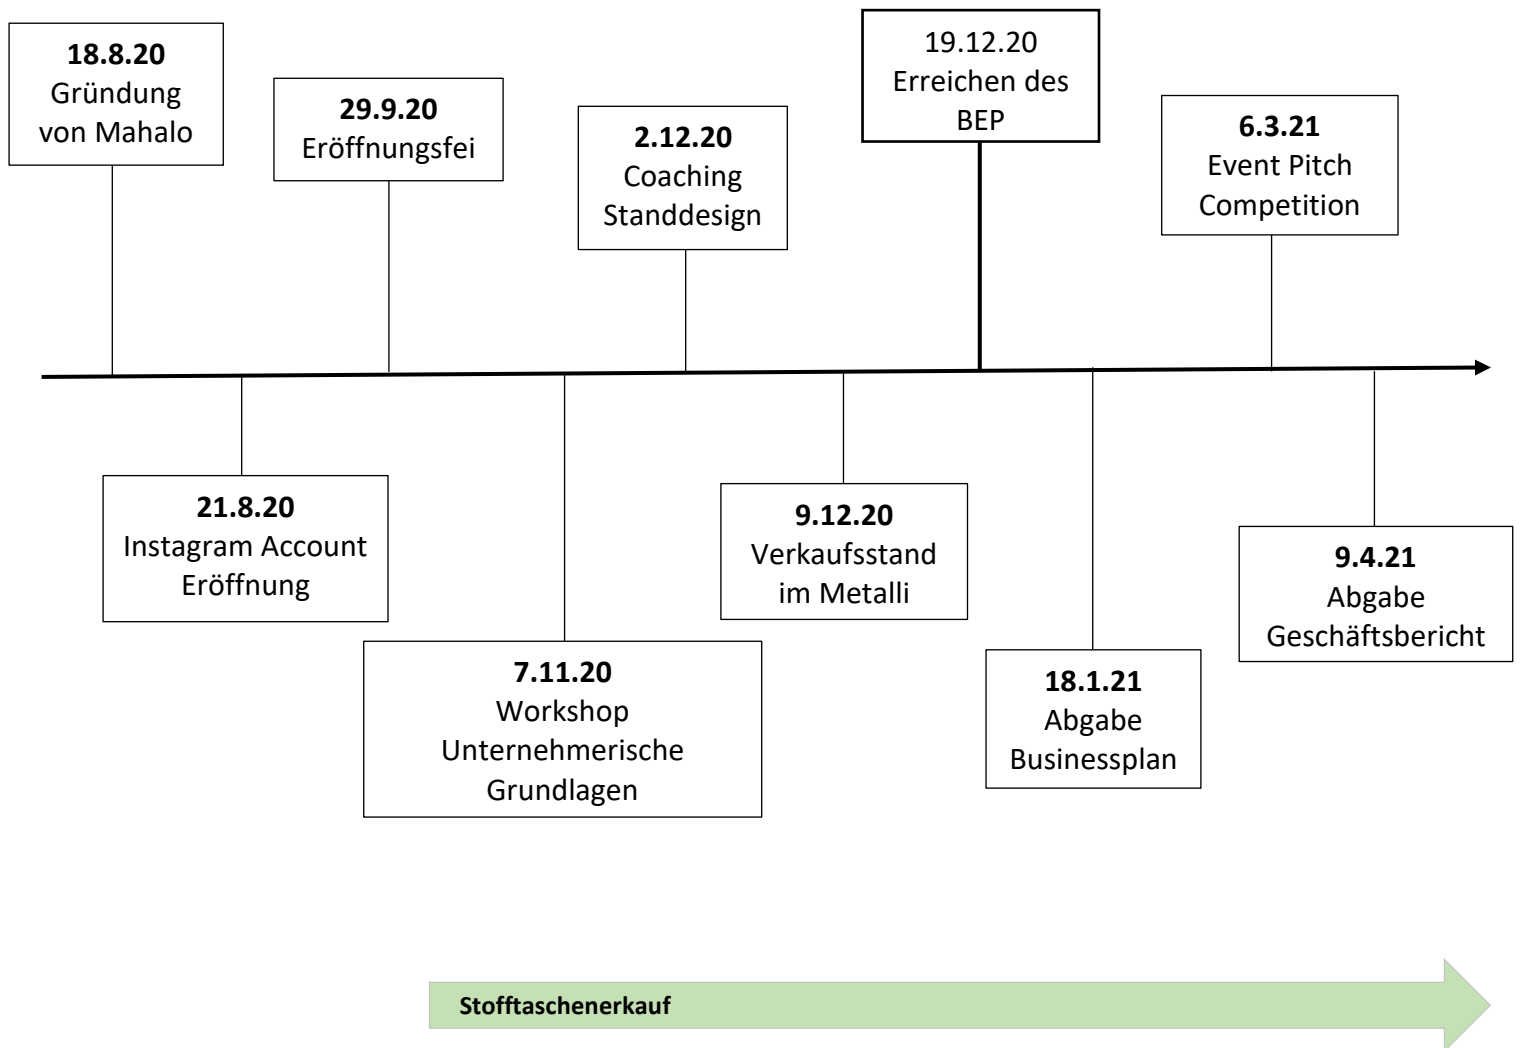 18.8.20
Gründung
von Mahalo
29.9.20
Eröffnungsfei
2.12.20
Coaching
Standdesign
19.12.20
Erreichen des
BEP
6.3.21
Event Pitch
Competition
21.8.20
Instagram Account
Eröffnung
7.11.20
Workshop
Unternehmerische
Grundlagen
9.12.20
Verkaufsstand
im Metalli
18.1.21
Abgabe
Businessplan
9.4.21
Abgabe
Geschäftsbericht
Stofftaschenerkauf